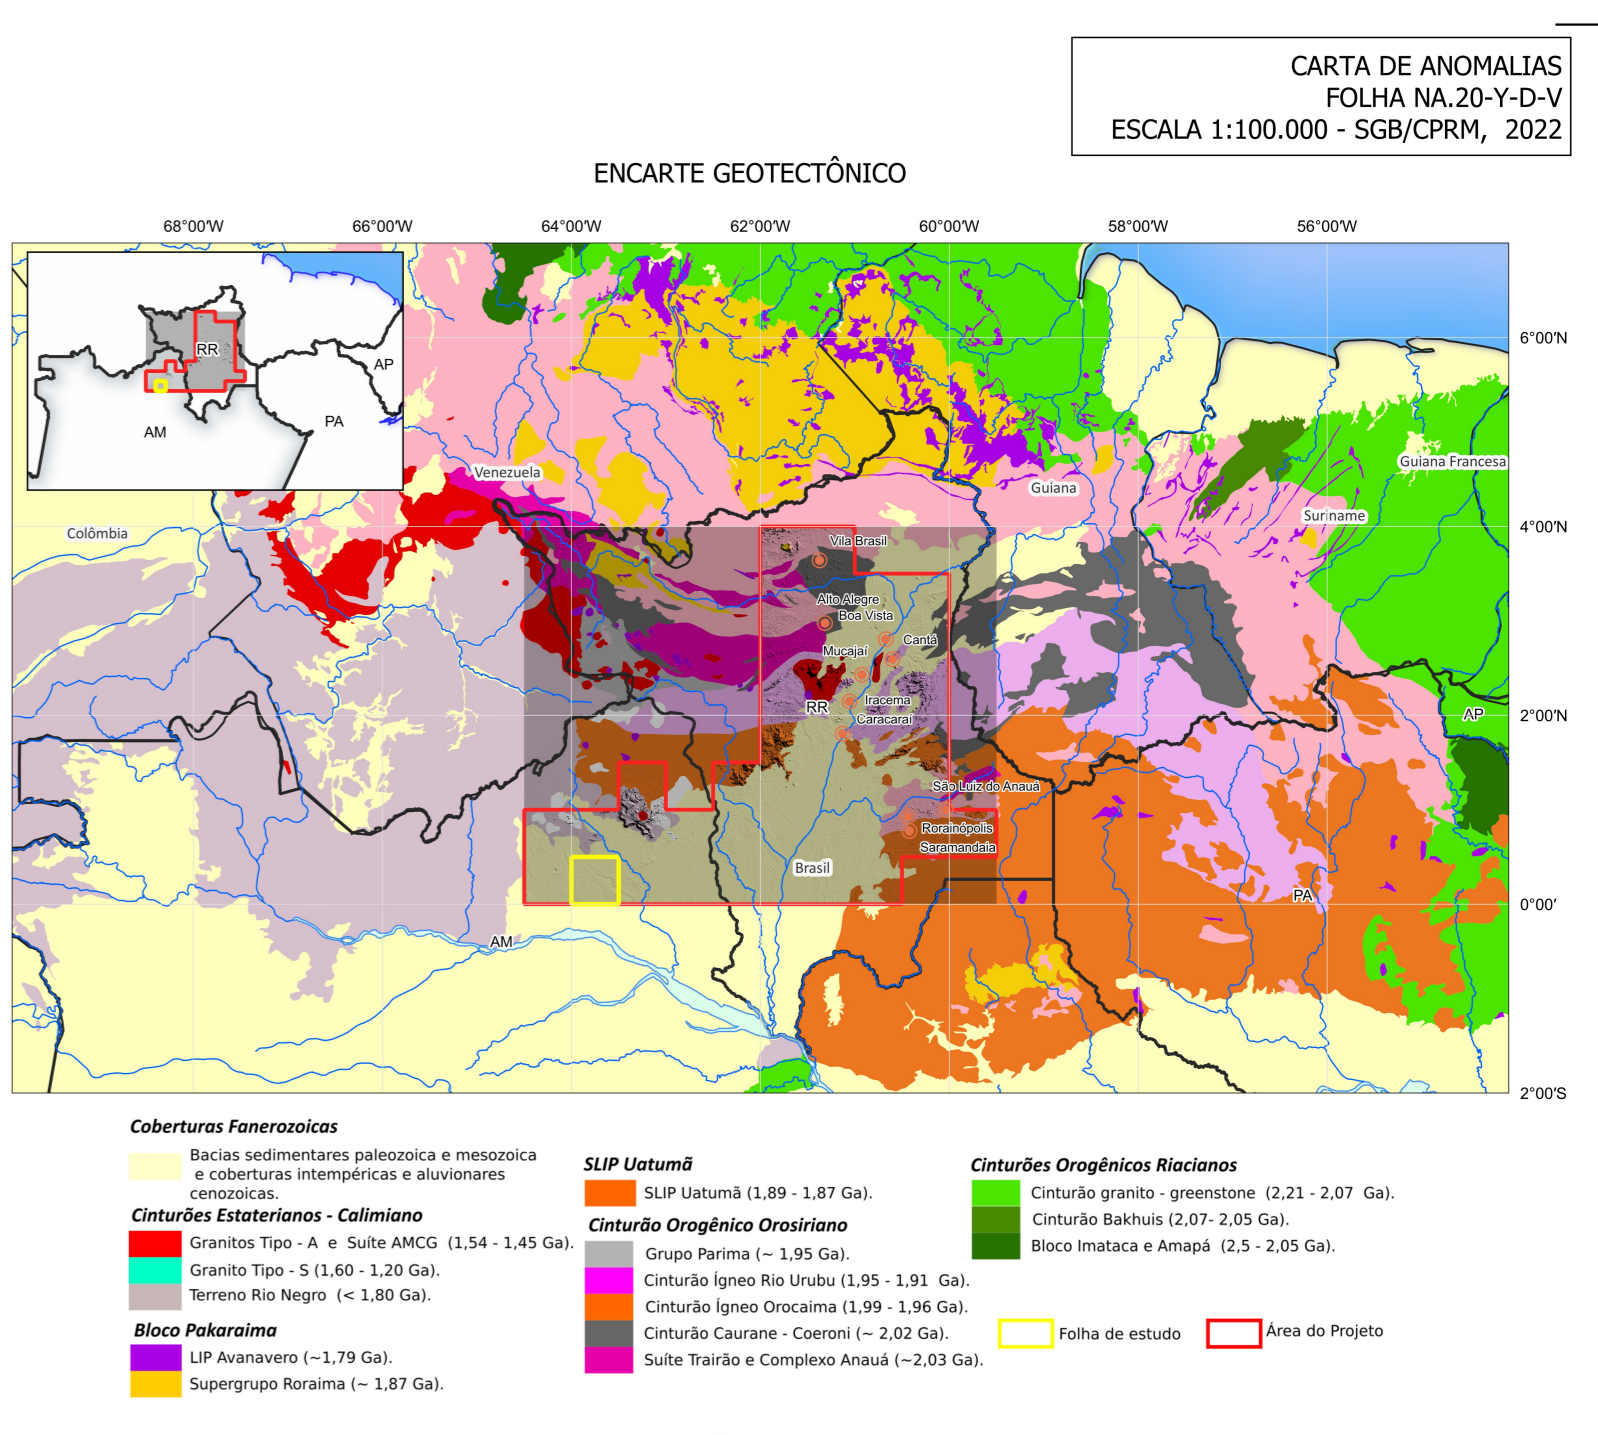 CARTA DE ANOMALIAS
FOLHA NA.20-Y-D-V
ESCALA 1:100.000 - SGB/CPRM, 2022
ENCARTE GEOTECTÔNICO
68°00'W 66°00'W 64°00'W 62°00'W 60°00'W 58°00'W 56°00'W
RR
AP
PA
AM
6°00'N
Venezuela
Guiana
Guiana Francesa
Suriname
Colômbia
4°00'N
Vila Brasil
Alto Alegre
Boa Vista
Cantá
Mucajaí
Iracema
RR
Caracaraí
AP
2°00'N
São Luiz do Anauá
Rorainópolis
Saramandaia
Brasil
PA
0°00'
AM
2°00'S
Coberturas Fanerozoicas
Bacias sedimentares paleozoica e mesozoica
e coberturas intempéricas e aluvionares
cenozoicas.
Cinturões Estaterianos - Calimiano
Granitos Tipo - A e Suíte AMCG (1,54 - 1,45 Ga).
Granito Tipo - S (1,60 - 1,20 Ga).
Terreno Rio Negro (< 1,80 Ga).
Bloco Pakaraima
LIP Avanavero (~1,79 Ga).
Supergrupo Roraima (~ 1,87 Ga).
SLIP Uatumã
SLIP Uatumã (1,89 - 1,87 Ga).
Cinturão Orogênico Orosiriano
Grupo Parima (~ 1,95 Ga).
Cinturão Ígneo Rio Urubu (1,95 - 1,91 Ga).
Cinturão Ígneo Orocaima (1,99 - 1,96 Ga).
Cinturão Caurane - Coeroni (~ 2,02 Ga).
Suíte Trairão e Complexo Anauá (~2,03 Ga).
Cinturões Orogênicos Riacianos
Cinturão granito - greenstone (2,21 - 2,07 Ga).
Cinturão Bakhuis (2,07- 2,05 Ga).
Bloco Imataca e Amapá (2,5 - 2,05 Ga).
Folha de estudo
Área do Projeto